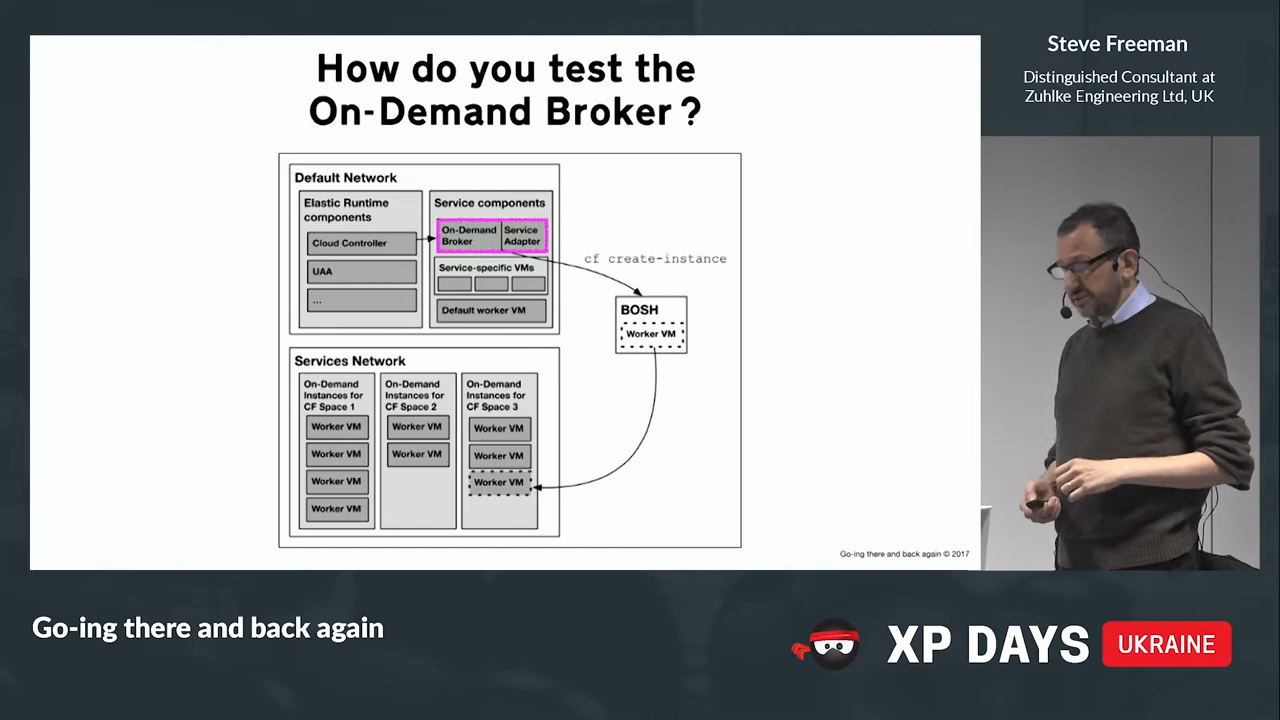 How do you test the
On-Demand Broker ?
Default Network
Elastic Runtime
components
Cloud Controller
UAA
...
Service components
On-Demand
Broker
Service
Adapter
Service-specific VMs
Default worker VM
cf create-instance
BOSH
Worker VM
Services Network
On-Demand
Instances for
CF Space 1
Worker VM
Worker VM
Worker VM
Worker VM
On-Demand
Instances for
CF Space 2
Worker VM
Worker VM
On-Demand
Instances for
CF Space 3
Worker VM
Worker VM
Worker VM
Go-ing there and back again © 2017
Steve Freeman
Distinguished Consultant at
Zuhlke Engineering Ltd, UK
Go-ing there and back again
XP DAYS UKRAINE